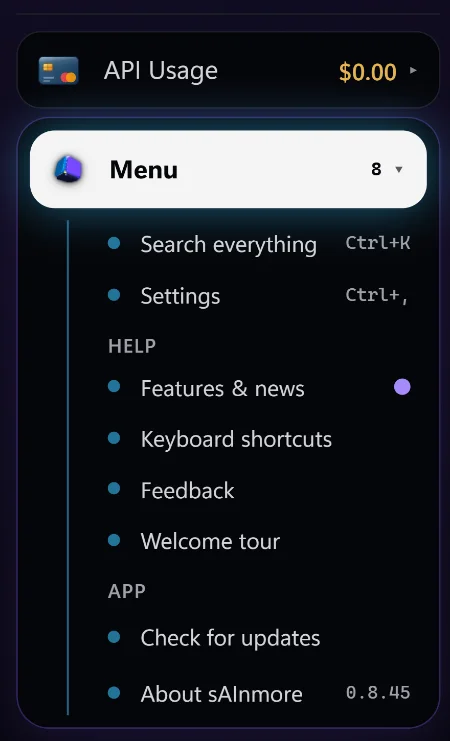 API Usage $0.00
Menu 8
Search everything Ctrl+K
Settings Ctrl+,
HELP
Features & news
Keyboard shortcuts
Feedback
Welcome tour
APP
Check for updates
About sAInmore 0.8.45